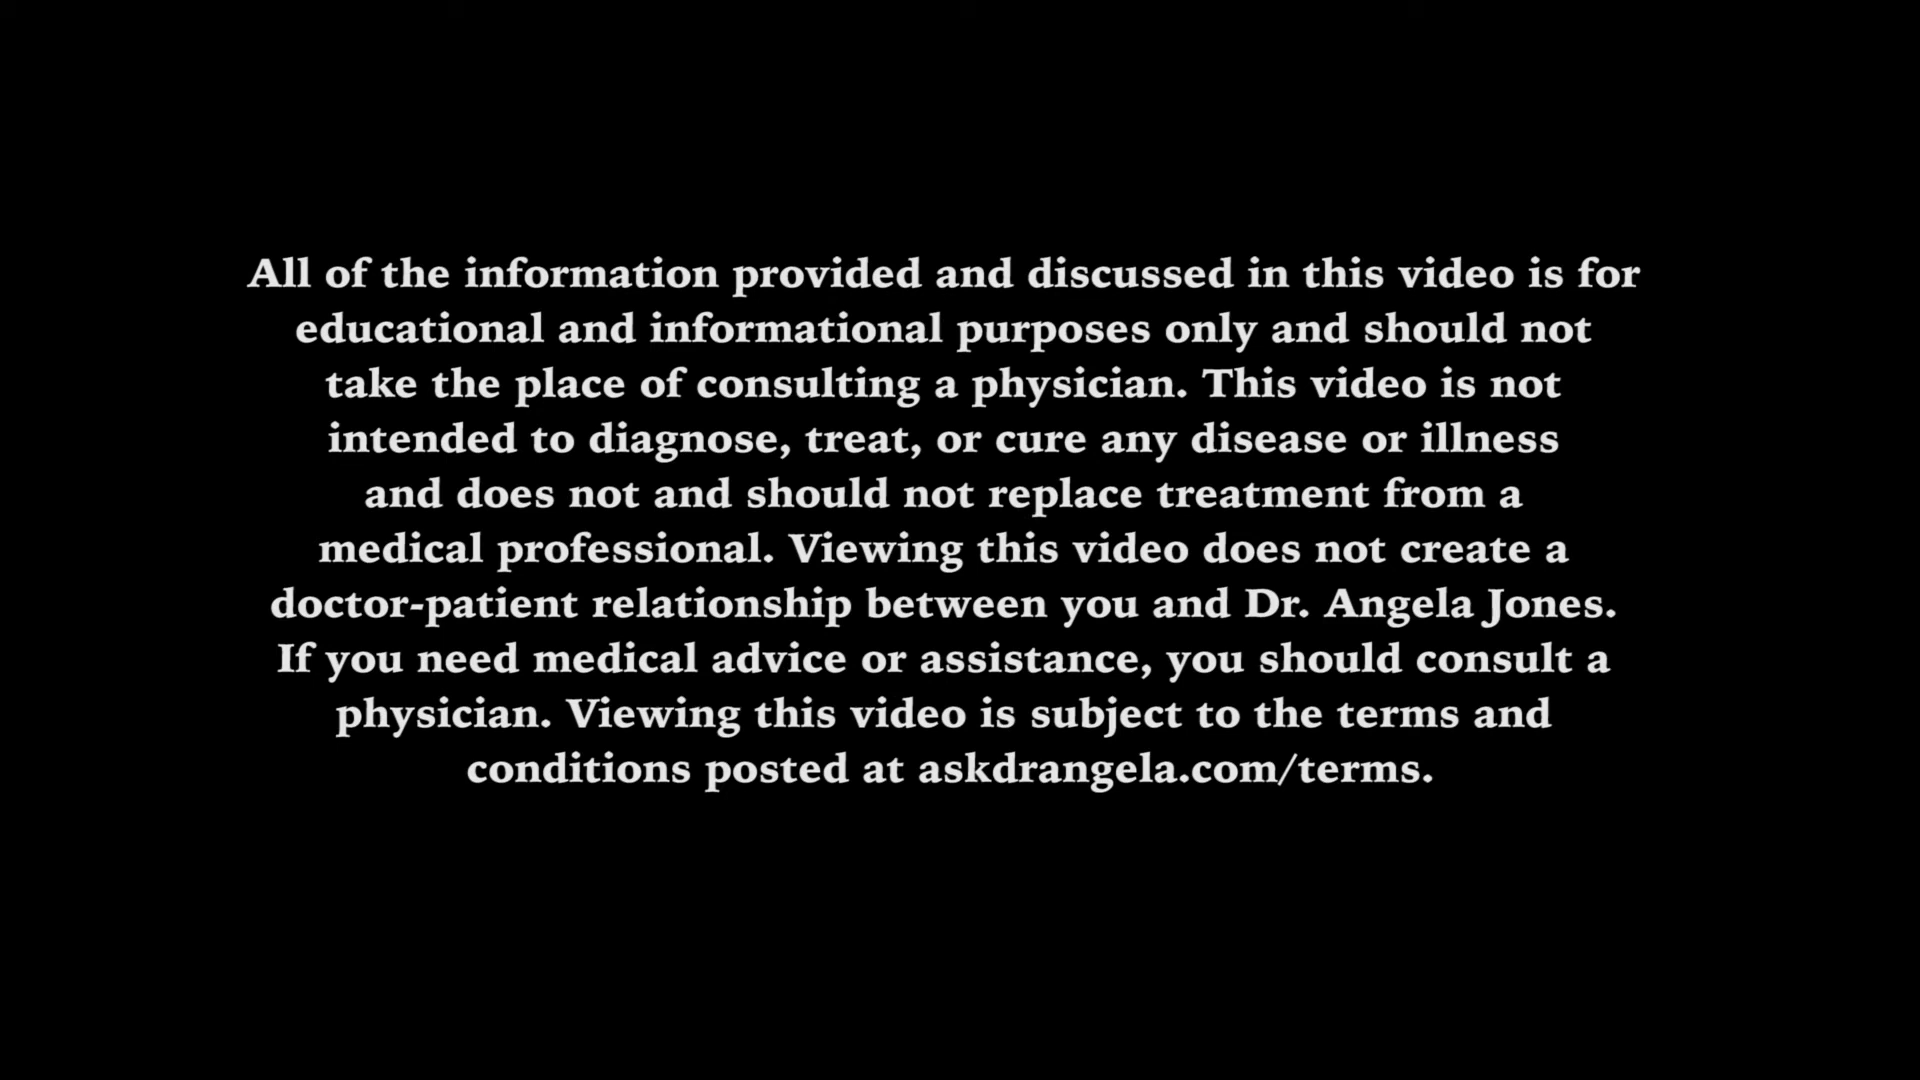 All of the information provided and discussed in this video is for
educational and informational purposes only and should not
take the place of consulting a physician. This video is not
intended to diagnose, treat, or cure any disease or illness
and does not and should not replace treatment from a
medical professional. Viewing this video does not create a
doctor-patient relationship between you and Dr. Angela Jones.
If you need medical advice or assistance, you should consult a
physician. Viewing this video is subject to the terms and
conditions posted at askdrangela.com/terms.